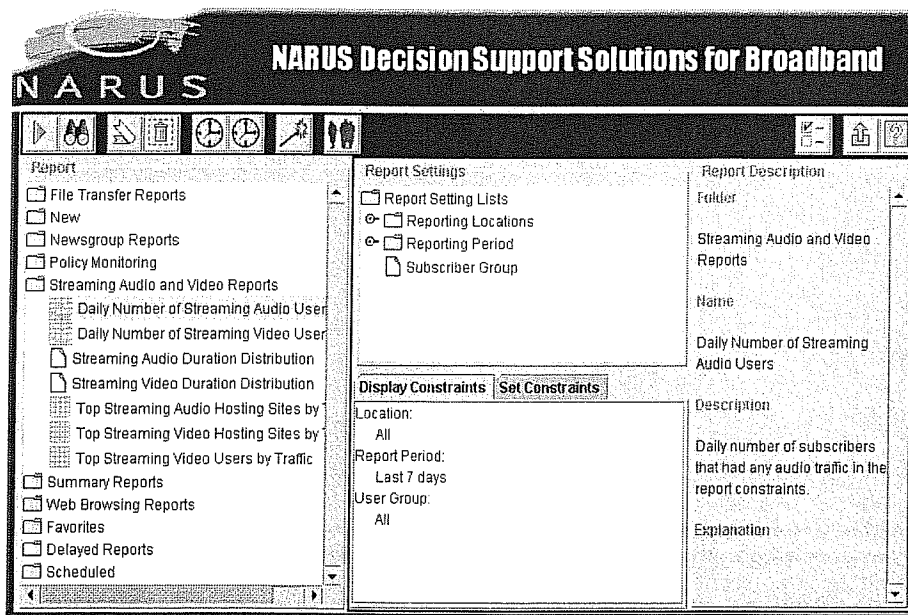 NARUS
NARUS Decision Support Solutions for Broadband
Report
File Transfer Reports
New
Newsgroup Reports
Policy Monitoring
Streaming Audio and Video Reports
Daily Number of Streaming Audio User
Daily Number of Streaming Video User
Streaming Audio Duration Distribution
Streaming Video Duration Distribution
Top Streaming Audio Hosting Sites by
Top Streaming Video Hosting Sites by
Top Streaming Video Users by Traffic
Summary Reports
Web Browsing Reports
Favorites
Delayed Reports
Scheduled
Report Settings
Report Setting Lists
Reporting Locations
Reporting Period
Subscriber Group
Display Constraints Set Constraints
Location:
All
Report Period:
Last 7 days
User Group:
All
Report Description
Folder
Streaming Audio and Video
Reports
Name
Daily Number of Streaming
Audio Users
Description
Daily number of subscribers
that had any audio traffic in the
report constraints.
Explanation